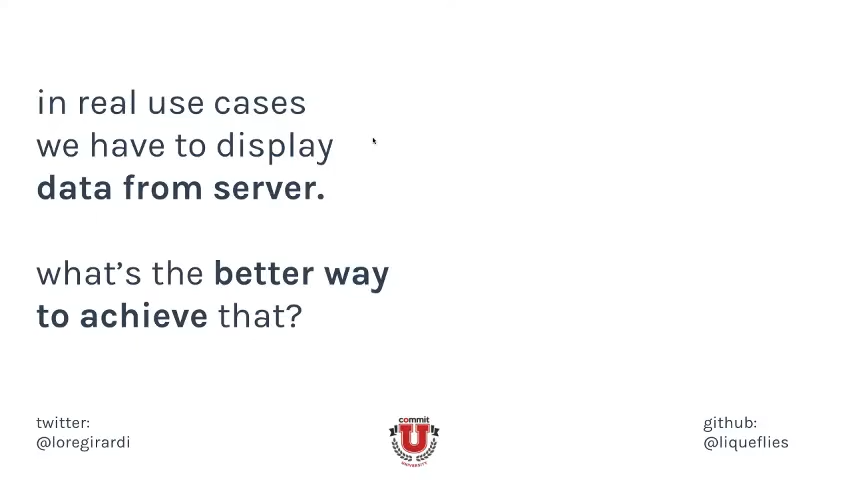 in real use cases
we have to display
data from server.
what's the better way
to achieve that?
twitter:
@loregirardi
commit
U
UNIVERSITY
github:
@liqueflies